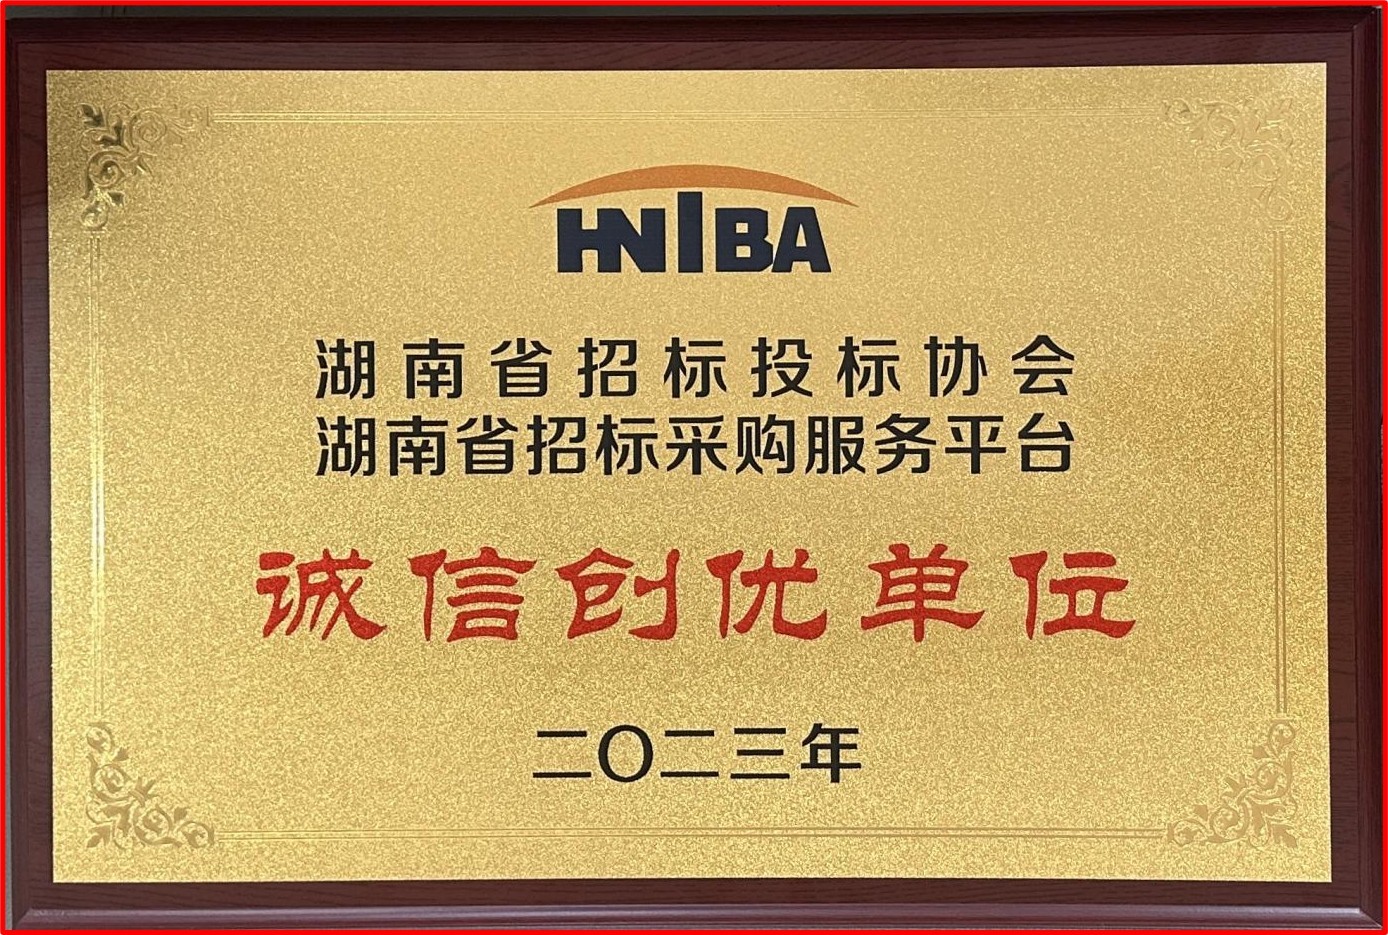 HNIBA
湖南省招标投标协会
湖南省招标采购服务平台
诚信创优单位
二〇二三年